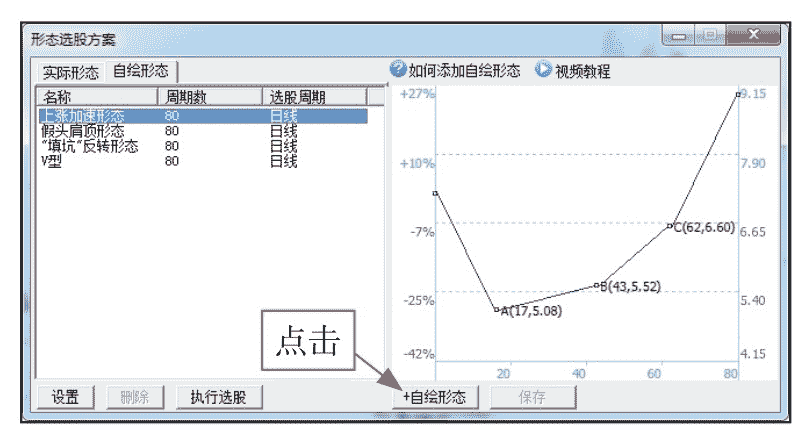 形态选股方案
实际形态 自绘形态
如何添加自绘形态 视频教程
名称 周期数 选股周期
上涨加速形态 80 日线
假头肩顶形态 80 日线
"填坑"反转形态 80 日线
V型 80 日线
+27% 9.15
+10% 7.90
-7% C(62,6.60) 6.65
B(43,5.52)
-25% 5.40
A(17,5.08)
-42% 4.15
20 40 60 80
点击
设置 删除 执行选股 +自绘形态 保存